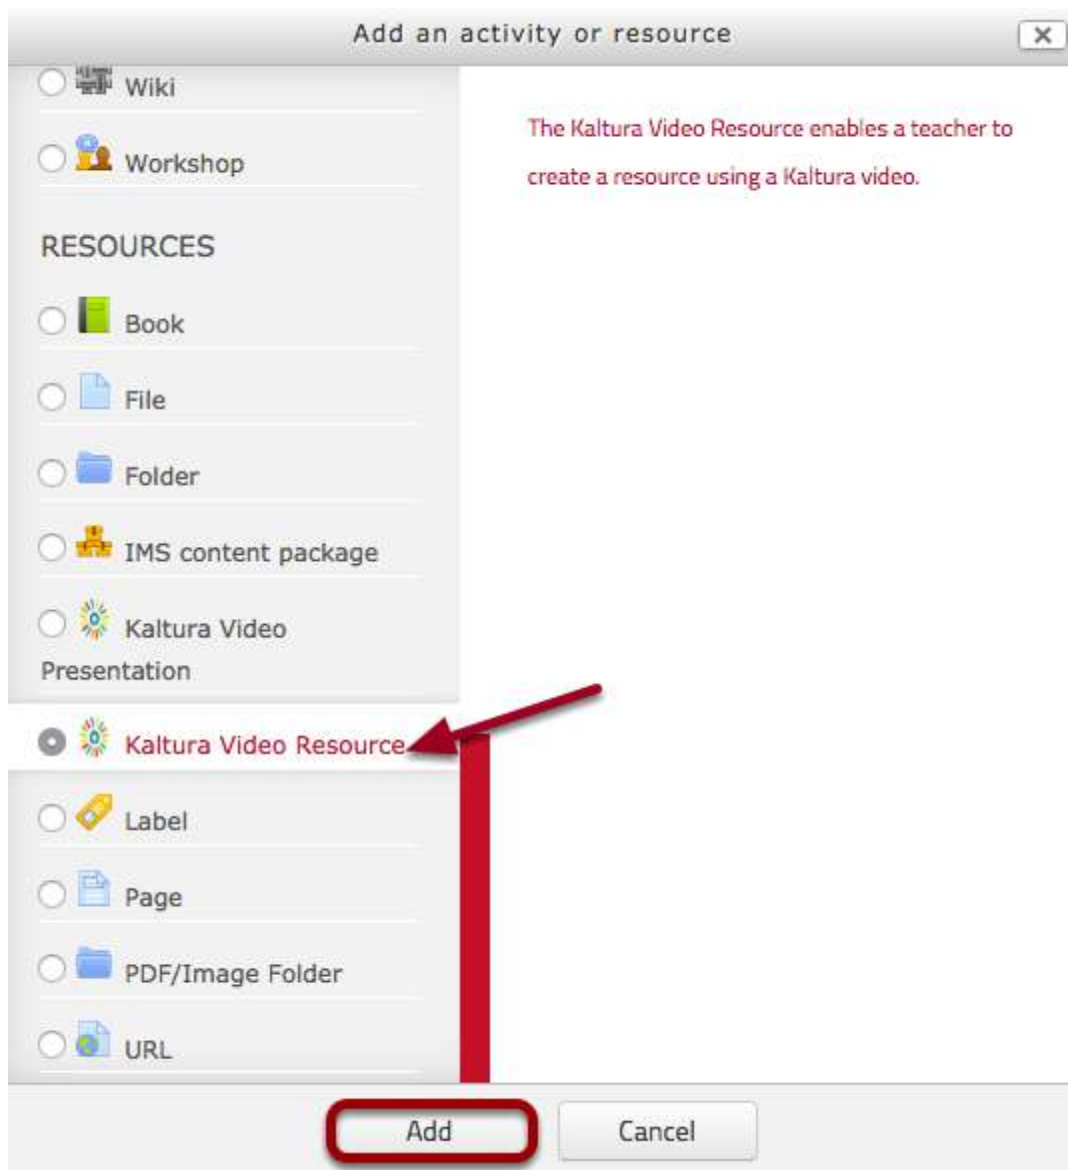 Add an activity or resource
Wiki
Workshop
RESOURCES
Book
File
Folder
IMS content package
Kaltura Video
Presentation
Kaltura Video Resource
Label
Page
PDF/Image Folder
URL
The Kaltura Video Resource enables a teacher to
create a resource using a Kaltura video.
Add
Cancel